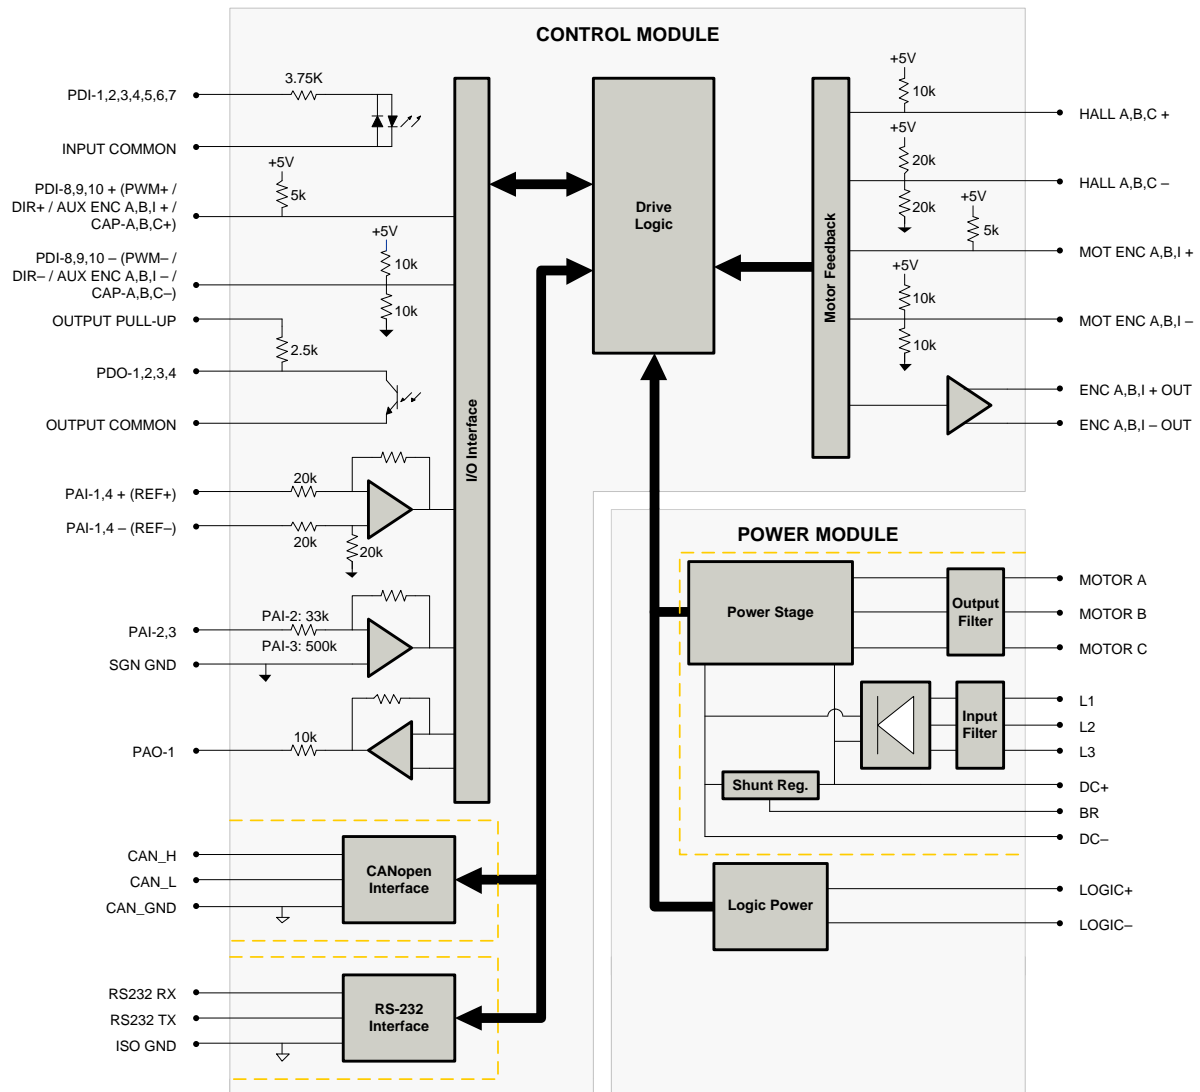 CONTROL MODULE
PDI-1,2,3,4,5,6,7
3.75K
INPUT COMMON
+5V
5k
PDI-8,9,10 + (PWM+ /
DIR+ / AUX ENC A,B,I + /
CAP-A,B,C+)
+5V
10k
10k
PDI-8,9,10 – (PWM– /
DIR– / AUX ENC A,B,I – /
CAP-A,B,C–)
OUTPUT PULL-UP
2.5k
PDO-1,2,3,4
OUTPUT COMMON
PAI-1,4 + (REF+)
20k
PAI-1,4 – (REF–)
20k
20k
PAI-2,3
PAI-2: 33k
PAI-3: 500k
SGN GND
PAO-1
10k
I/O Interface
Drive
Logic
Motor Feedback
+5V
10k
HALL A,B,C +
+5V
20k
20k
HALL A,B,C –
+5V
5k
MOT ENC A,B,I +
+5V
10k
10k
MOT ENC A,B,I –
ENC A,B,I + OUT
ENC A,B,I – OUT
CAN_H
CAN_L
CAN_GND
CANopen
Interface
RS232 RX
RS232 TX
ISO GND
RS-232
Interface
POWER MODULE
Power Stage
Output
Filter
MOTOR A
MOTOR B
MOTOR C
Input
Filter
L1
L2
L3
Shunt Reg.
DC+
BR
DC–
Logic Power
LOGIC+
LOGIC–